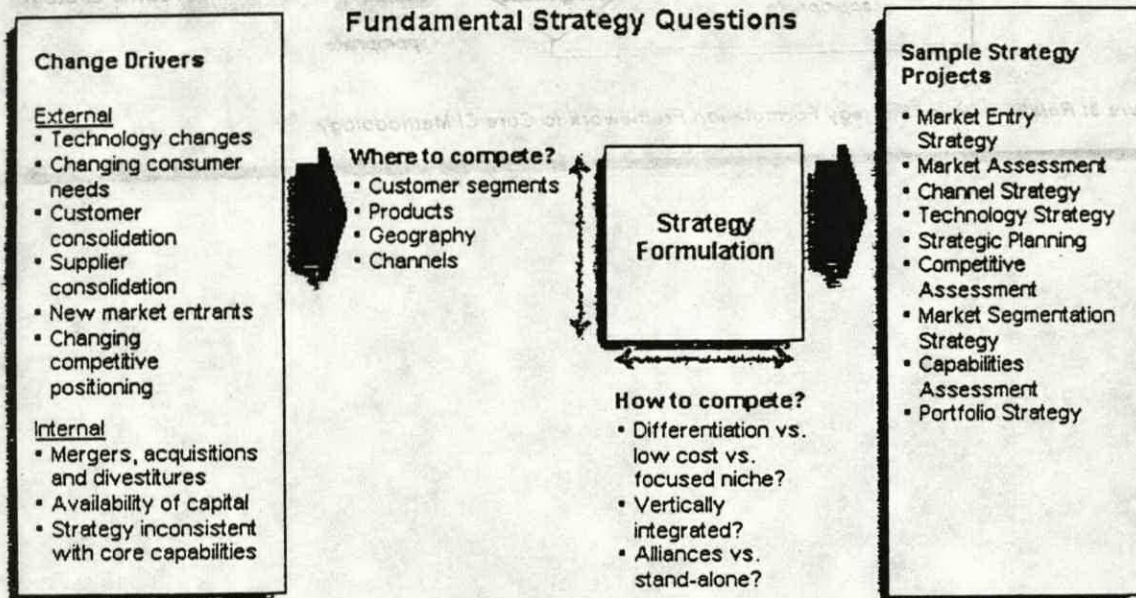 Fundamental Strategy Questions
Change Drivers
External
▪ Technology changes
▪ Changing consumer
needs
▪ Customer
consolidation
▪ Supplier
consolidation
▪ New market entrants
▪ Changing
competitive
positioning
Internal
▪ Mergers, acquisitions
and divestitures
▪ Availability of capital
▪ Strategy inconsistent
with core capabilities
Where to compete?
▪ Customer segments
▪ Products
▪ Geography
▪ Channels
Strategy
Formulation
How to compete?
▪ Differentiation vs.
low cost vs.
focused niche?
▪ Vertically
integrated?
▪ Alliances vs.
stand-alone?
Sample Strategy
Projects
▪ Market Entry
Strategy
▪ Market Assessment
▪ Channel Strategy
▪ Technology Strategy
▪ Strategic Planning
▪ Competitive
Assessment
▪ Market Segmentation
Strategy
▪ Capabilities
Assessment
▪ Portfolio Strategy